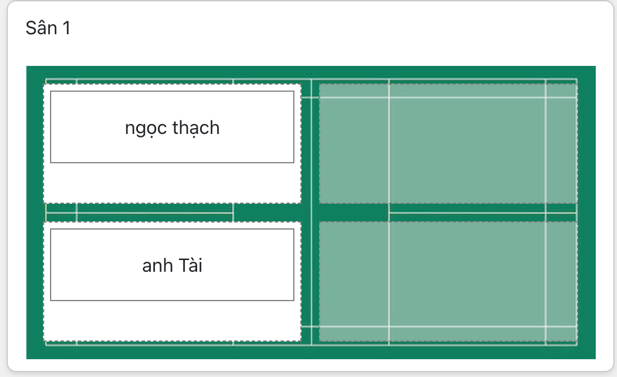 Sân 1
ngọc thạch
anh Tài